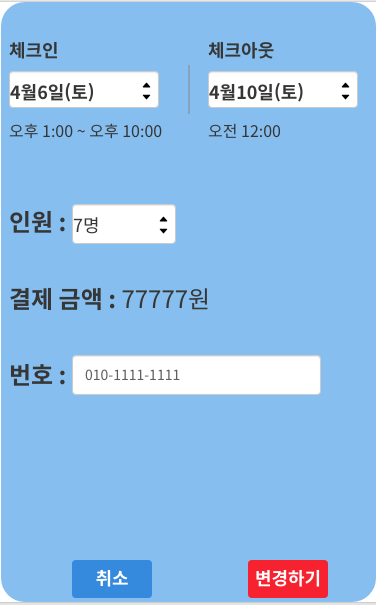 체크인 체크아웃
4월6일(토) 4월10일(토)
오후 1:00 ~ 오후 10:00 오전 12:00
인원 : 7명
결제 금액 : 77777원
번호 : 010-1111-1111
취소 변경하기